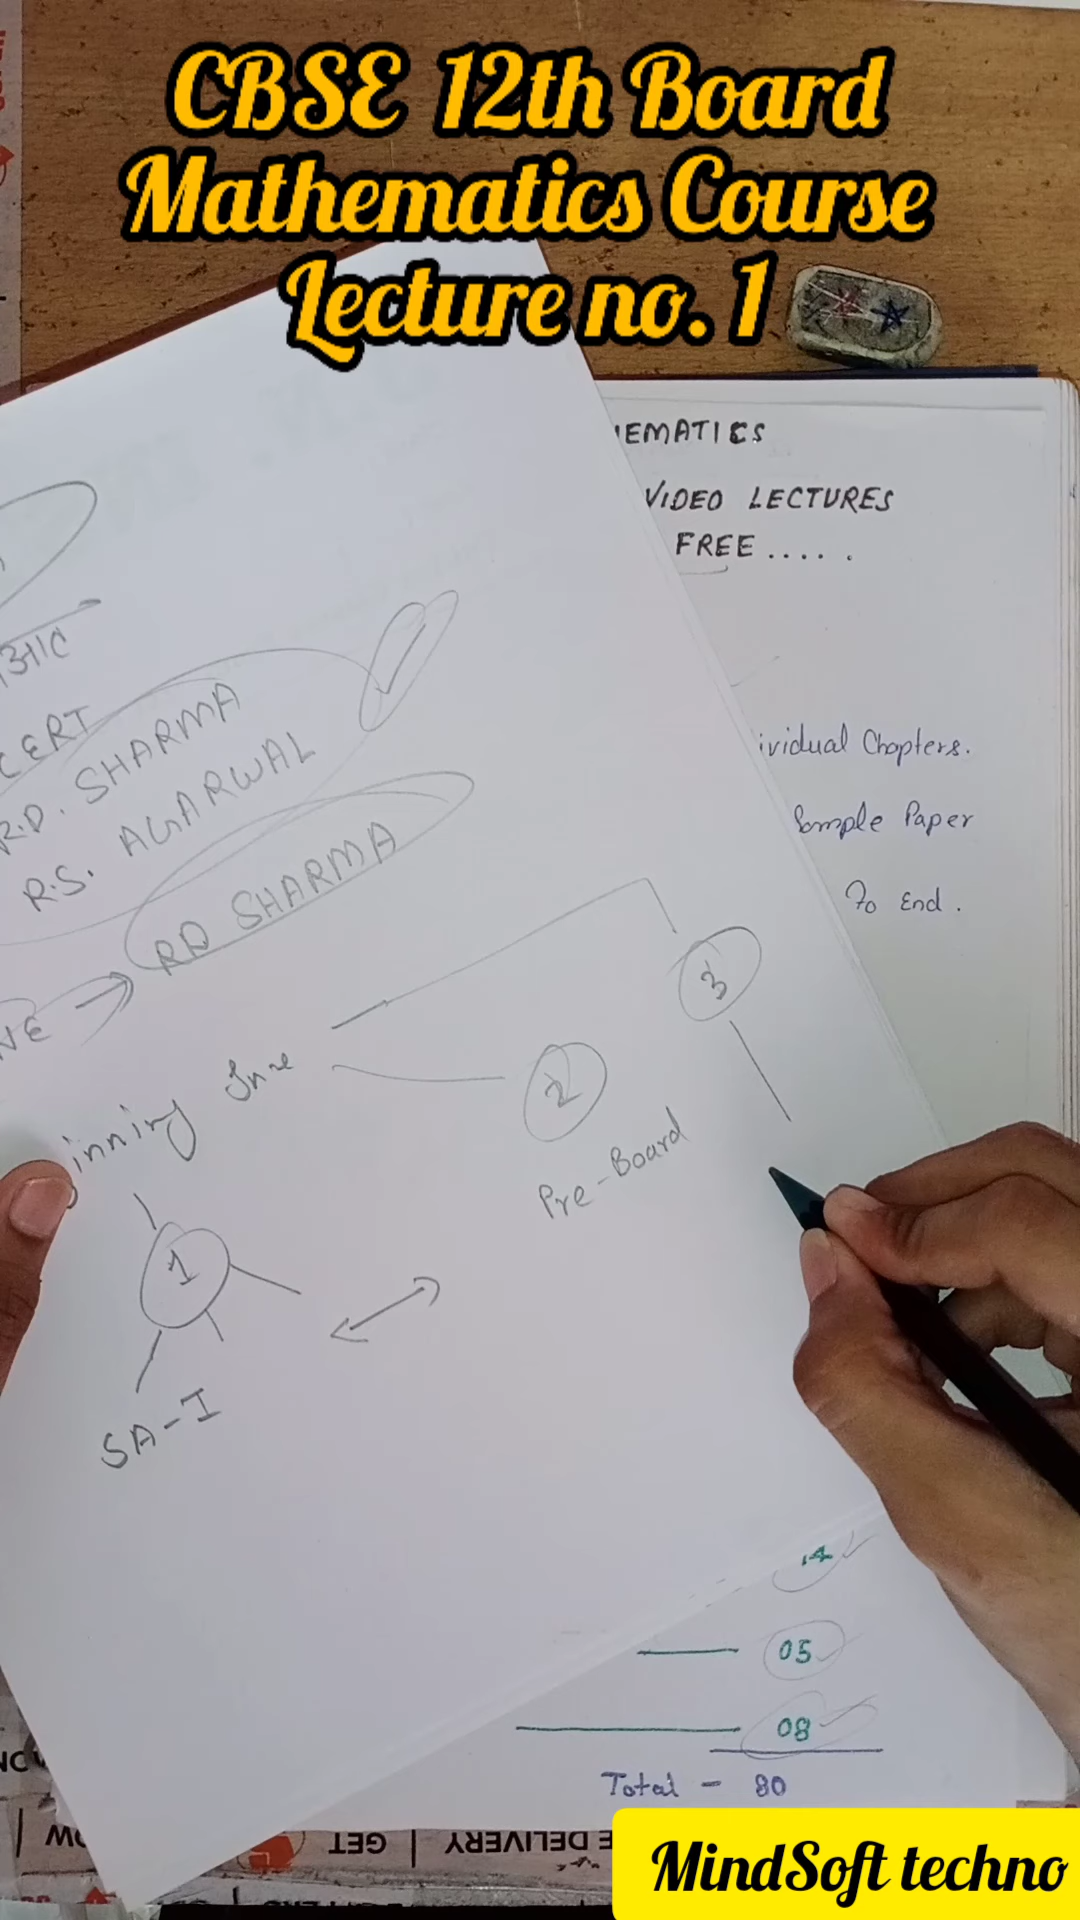 CBSE 12th Board
Mathematics Course
Lecture no. 1
EMATICS
VIDEO LECTURES
FREE .....
ividual Chapters.
Sample Paper
To End.
CERT
R.D. SHARMA
R.S. AGARWAL
RD SHARMA
inning
3
2
Pre-Board
1
SA-I
14
05
08
Total - 80
GET | DELIVERY
MindSoft techno